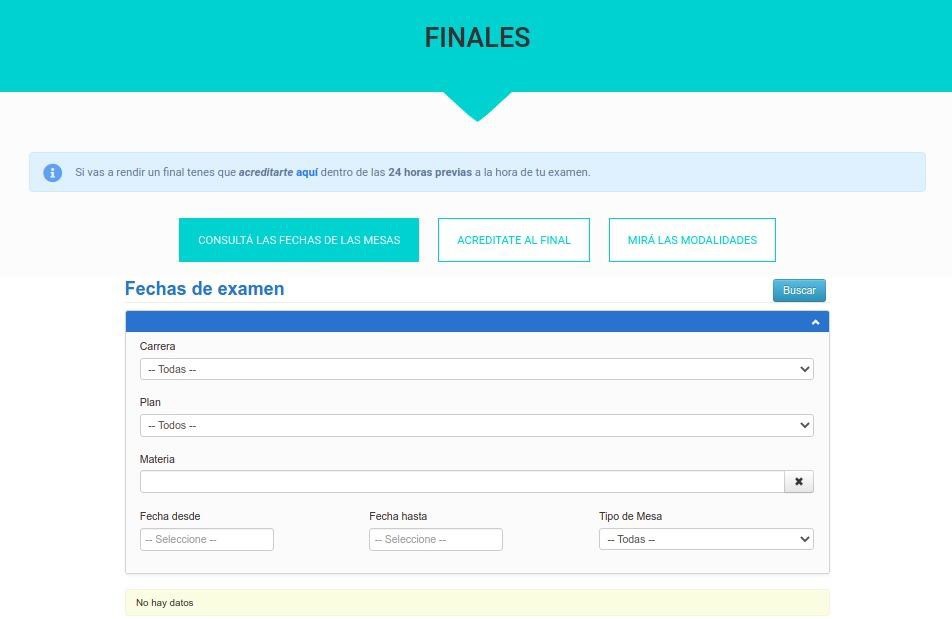 FINALES
Si vas a rendir un final tenes que acreditarte aquí dentro de las 24 horas previas a la hora de tu examen.
CONSULTÁ LAS FECHAS DE LAS MESAS
ACREDITATE AL FINAL
MIRÁ LAS MODALIDADES
Fechas de examen
Buscar
Carrera
-- Todas --
Plan
-- Todos --
Materia
Fecha desde
Fecha hasta
Tipo de Mesa
-- Seleccione --
-- Seleccione --
-- Todas --
No hay datos